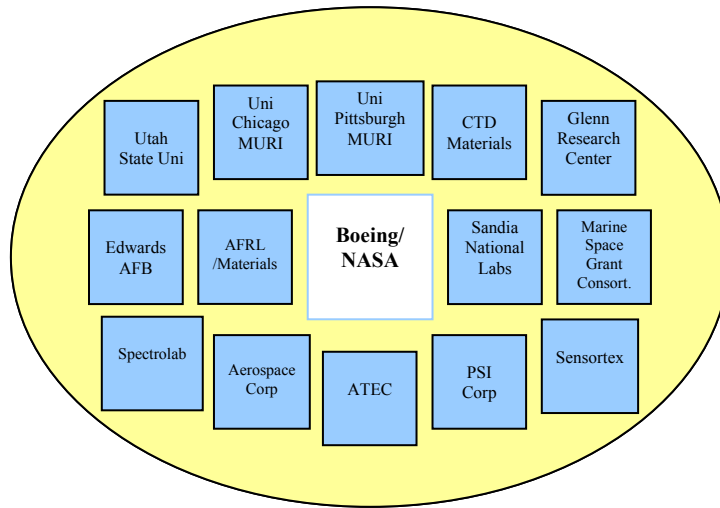 Utah
State Uni
Uni
Chicago
MURI
Uni
Pittsburgh
MURI
CTD
Materials
Glenn
Research
Center
Edwards
AFB
AFRL
/Materials
Boeing/
NASA
Sandia
National
Labs
Marine
Space
Grant
Consort.
Spectrolab
Aerospace
Corp
ATEC
PSI
Corp
Sensortex